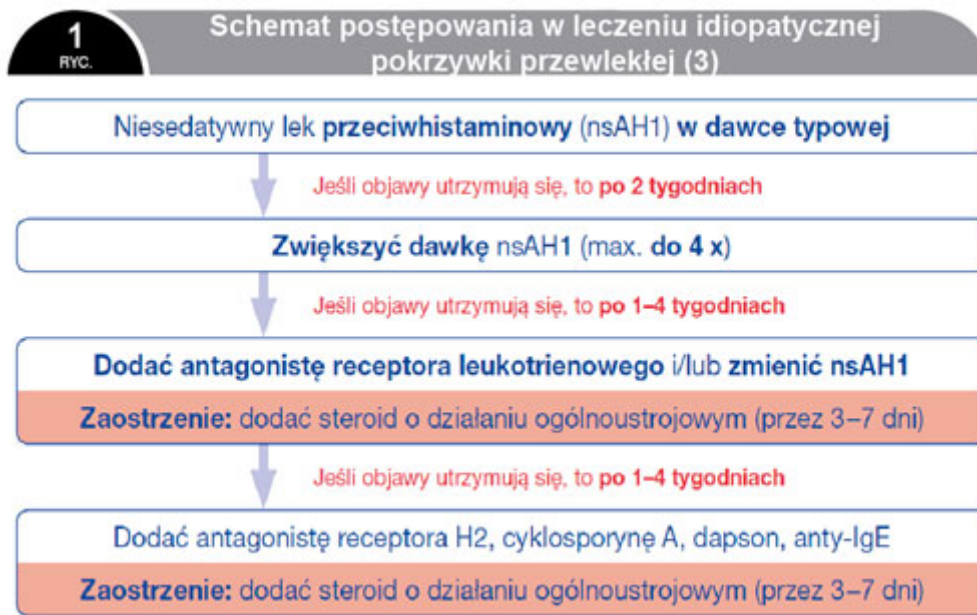 1
RYC.
Schemat postępowania w leczeniu idiopatycznej
pokrzywki przewlekłej (3)
Niesedatywny lek przeciwhistaminowy (nsAH1) w dawce typowej
Jeśli objawy utrzymują się, to po 2 tygodniach
Zwiększyć dawkę nsAH1 (max. do 4 x)
Jeśli objawy utrzymują się, to po 1–4 tygodniach
Dodać antagonistę receptora leukotrienowego i/lub zmienić nsAH1
Zaostrzenie: dodać steroid o działaniu ogólnoustrojowym (przez 3–7 dni)
Jeśli objawy utrzymują się, to po 1–4 tygodniach
Dodać antagonistę receptora H2, cyklosporynę A, dapson, anty-IgE
Zaostrzenie: dodać steroid o działaniu ogólnoustrojowym (przez 3–7 dni)